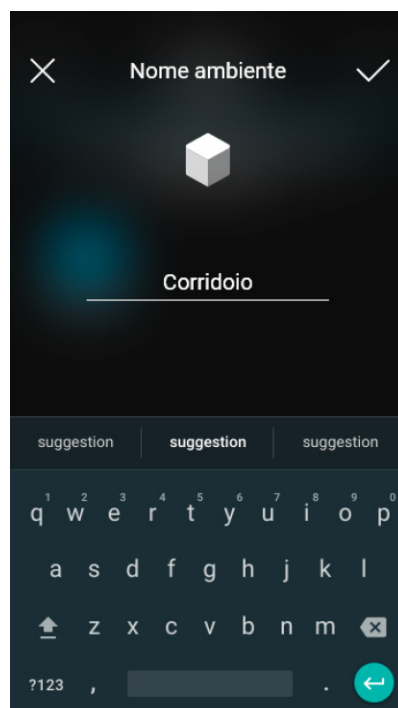 Nome ambiente
Corridoio
suggestion suggestion suggestion
1 2 3 4 5 6 7 8 9 0
q w e r t y u i o p
a s d f g h j k l
z x c v b n m
?123 , .